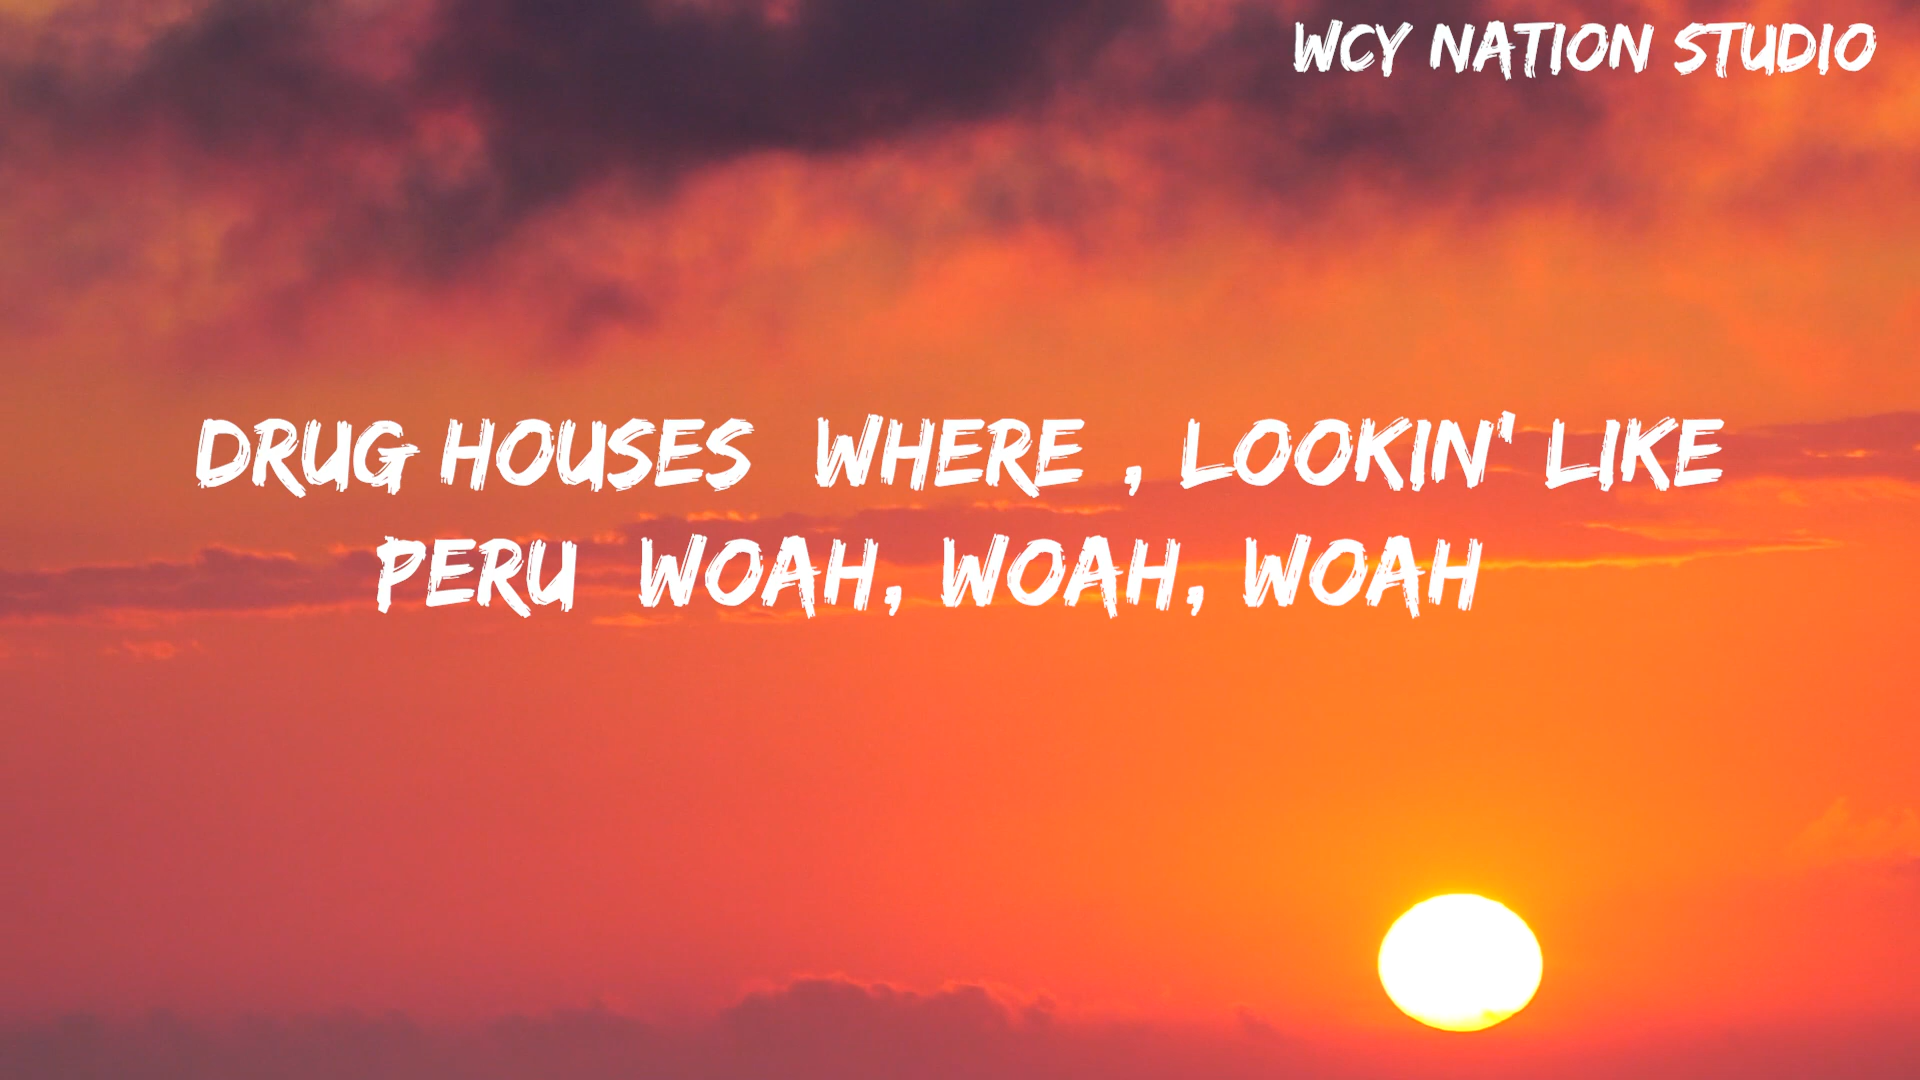 WCY NATION STUDIO
DRUG HOUSES WHERE , LOOKIN' LIKE
PERU WOAH, WOAH, WOAH